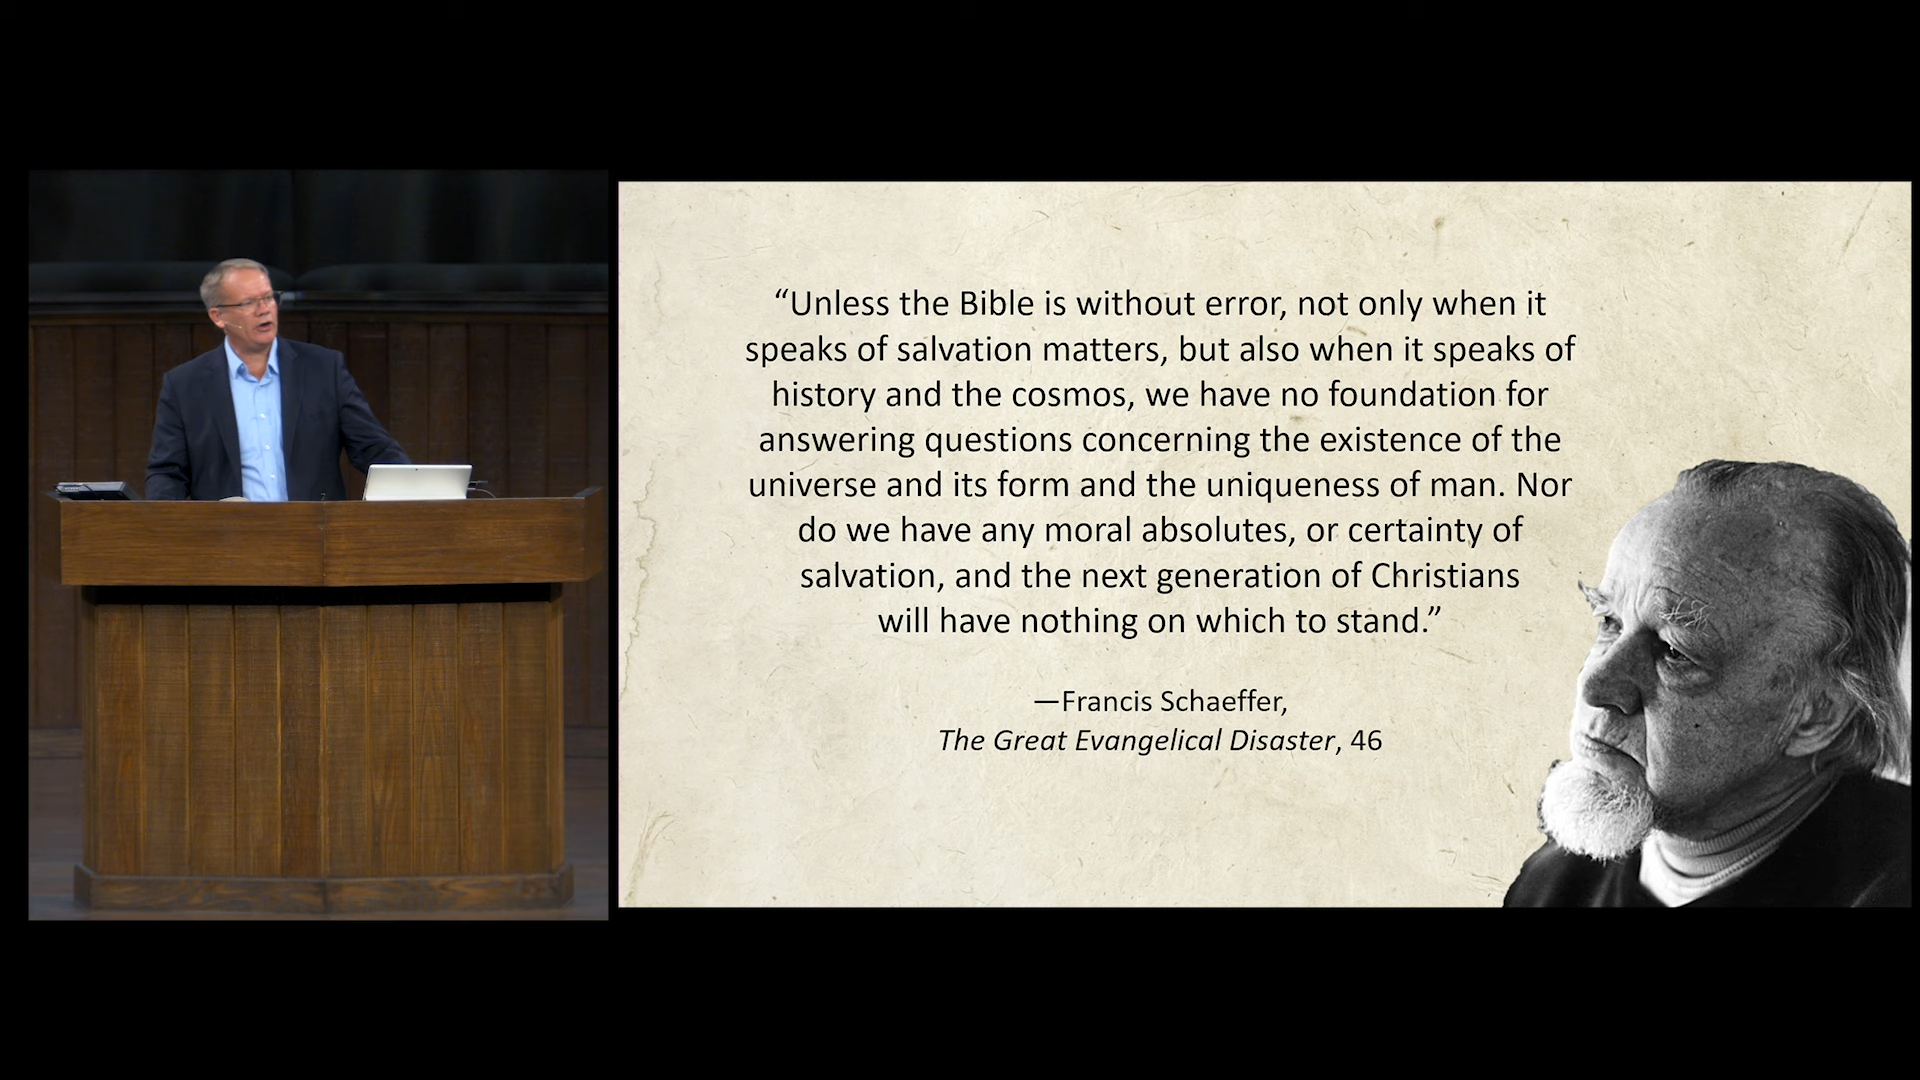 “Unless the Bible is without error, not only when it
speaks of salvation matters, but also when it speaks of
history and the cosmos, we have no foundation for
answering questions concerning the existence of the
universe and its form and the uniqueness of man. Nor
do we have any moral absolutes, or certainty of
salvation, and the next generation of Christians
will have nothing on which to stand.”
—Francis Schaeffer,
The Great Evangelical Disaster, 46